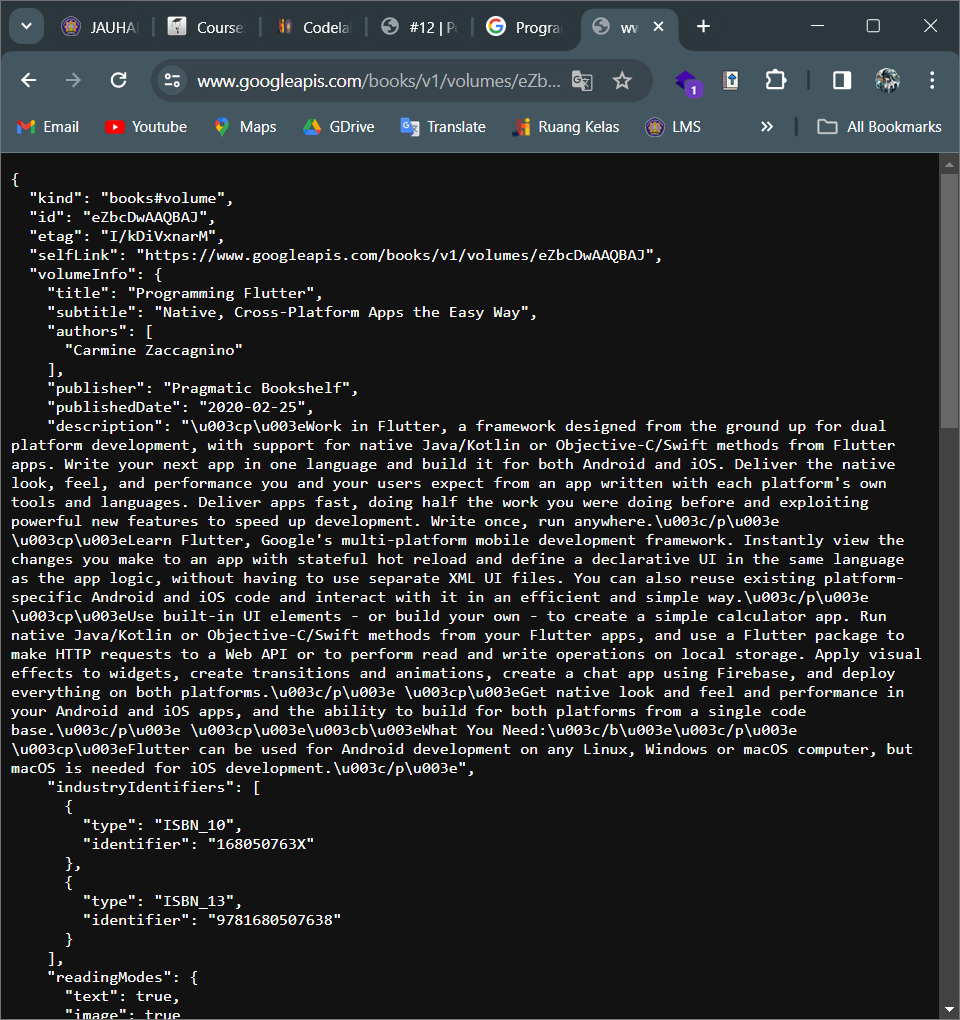 JAUHA
Course
Codela
#12 | P
Progra
w
www.googleapis.com/books/v1/volumes/eZb...
1
Email
Youtube
Maps
GDrive
Translate
Ruang Kelas
LMS
»
All Bookmarks
{
"kind": "books#volume",
"id": "eZbcDwAAQBAJ",
"etag": "I/kDiVxnarM",
"selfLink": "https://www.googleapis.com/books/v1/volumes/eZbcDwAAQBAJ",
"volumeInfo": {
"title": "Programming Flutter",
"subtitle": "Native, Cross-Platform Apps the Easy Way",
"authors": [
"Carmine Zaccagnino"
],
"publisher": "Pragmatic Bookshelf",
"publishedDate": "2020-02-25",
"description": "\u003cp\u003eWork in Flutter, a framework designed from the ground up for dual
platform development, with support for native Java/Kotlin or Objective-C/Swift methods from Flutter
apps. Write your next app in one language and build it for both Android and iOS. Deliver the native
look, feel, and performance you and your users expect from an app written with each platform's own
tools and languages. Deliver apps fast, doing half the work you were doing before and exploiting
powerful new features to speed up development. Write once, run anywhere.\u003c/p\u003e
\u003cp\u003eLearn Flutter, Google's multi-platform mobile development framework. Instantly view the
changes you make to an app with stateful hot reload and define a declarative UI in the same language
as the app logic, without having to use separate XML UI files. You can also reuse existing platform-
specific Android and iOS code and interact with it in an efficient and simple way.\u003c/p\u003e
\u003cp\u003eUse built-in UI elements - or build your own - to create a simple calculator app. Run
native Java/Kotlin or Objective-C/Swift methods from your Flutter apps, and use a Flutter package to
make HTTP requests to a Web API or to perform read and write operations on local storage. Apply visual
effects to widgets, create transitions and animations, create a chat app using Firebase, and deploy
everything on both platforms.\u003c/p\u003e \u003cp\u003eGet native look and feel and performance in
your Android and iOS apps, and the ability to build for both platforms from a single code
base.\u003c/p\u003e \u003cp\u003e\u003cb\u003eWhat You Need:\u003c/b\u003e\u003c/p\u003e
\u003cp\u003eFlutter can be used for Android development on any Linux, Windows or macOS computer, but
macOS is needed for iOS development.\u003c/p\u003e",
"industryIdentifiers": [
{
"type": "ISBN_10",
"identifier": "168050763X"
},
{
"type": "ISBN_13",
"identifier": "9781680507638"
}
],
"readingModes": {
"text": true,
"image": true